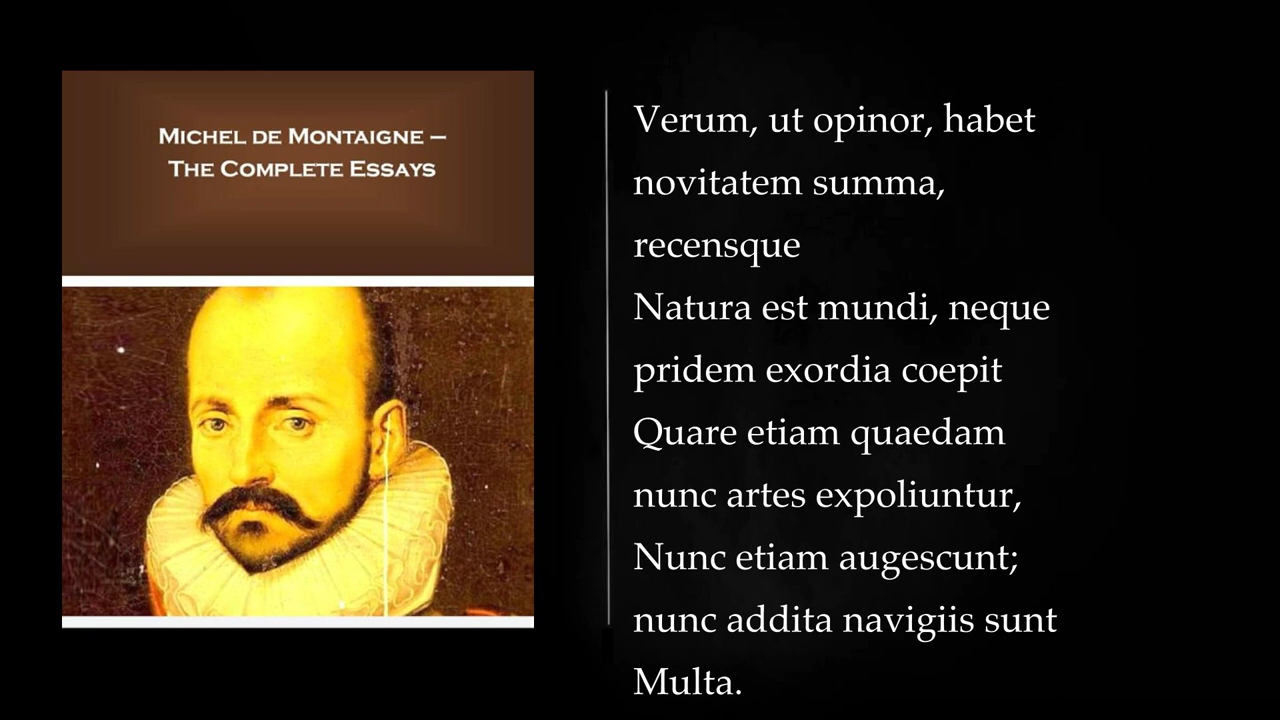 MICHEL DE MONTAIGNE –
THE COMPLETE ESSAYS
Verum, ut opinor, habet
novitatem summa,
recensque
Natura est mundi, neque
pridem exordia coepit
Quare etiam quaedam
nunc artes expoliuntur,
Nunc etiam augescunt;
nunc addita navigiis sunt
Multa.